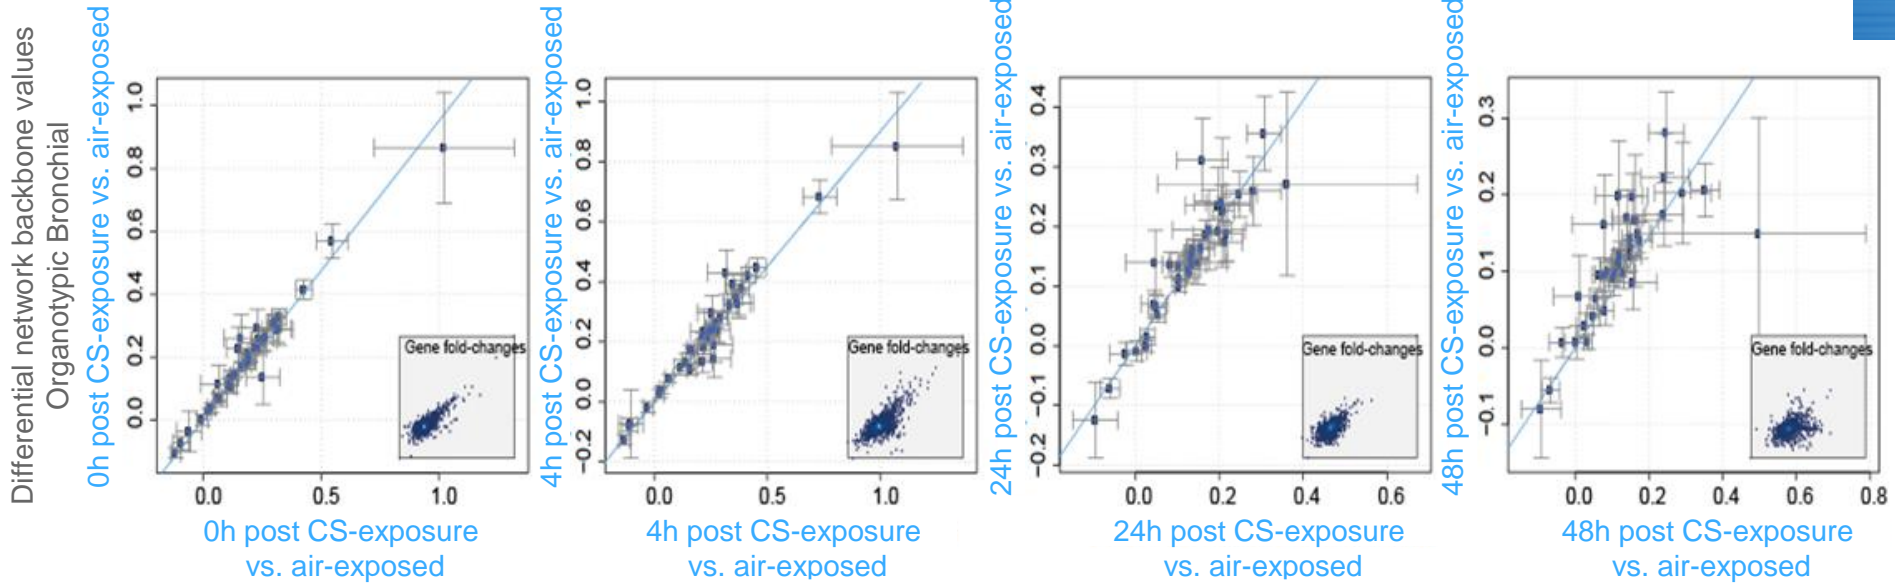 Differential network backbone values
Organotypic Bronchial
0h post CS-exposure vs. air-exposed
1.0
0.8
0.6
0.4
0.2
0.0
Gene fold-changes
0.0 0.5 1.0
0h post CS-exposure
vs. air-exposed
4h post CS-exposure vs. air-exposed
1.0
0.8
0.6
0.4
0.2
0.0
-0.2
Gene fold-changes
0.0 0.5 1.0
4h post CS-exposure
vs. air-exposed
24h post CS-exposure vs. air-exposed
0.4
0.3
0.2
0.1
0.0
-0.1
-0.2
Gene fold-changes
0.0 0.2 0.4 0.6
24h post CS-exposure
vs. air-exposed
48h post CS-exposure vs. air-exposed
0.3
0.2
0.1
0.0
-0.1
Gene fold-changes
0.0 0.2 0.4 0.6 0.8
48h post CS-exposure
vs. air-exposed